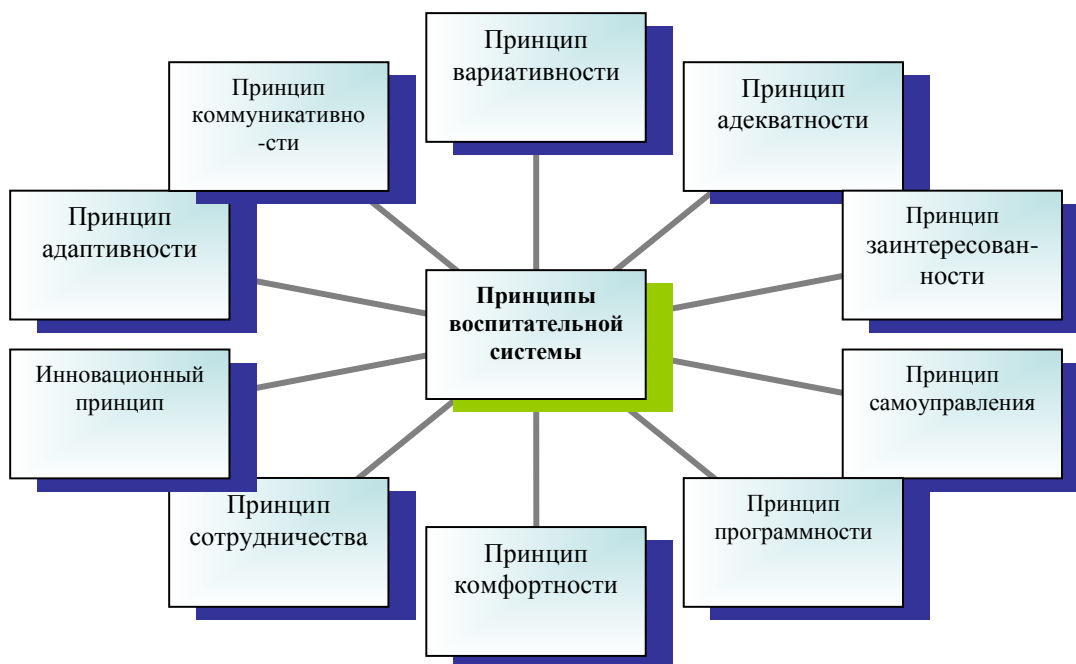 Принцип
вариативности
Принцип
коммуникативно
-сти
Принцип
адекватности
Принцип
адаптивности
Принцип
заинтересован-
ности
Принципы
воспитательной
системы
Инновационный
принцип
Принцип
самоуправления
Принцип
сотрудничества
Принцип
программности
Принцип
комфортности